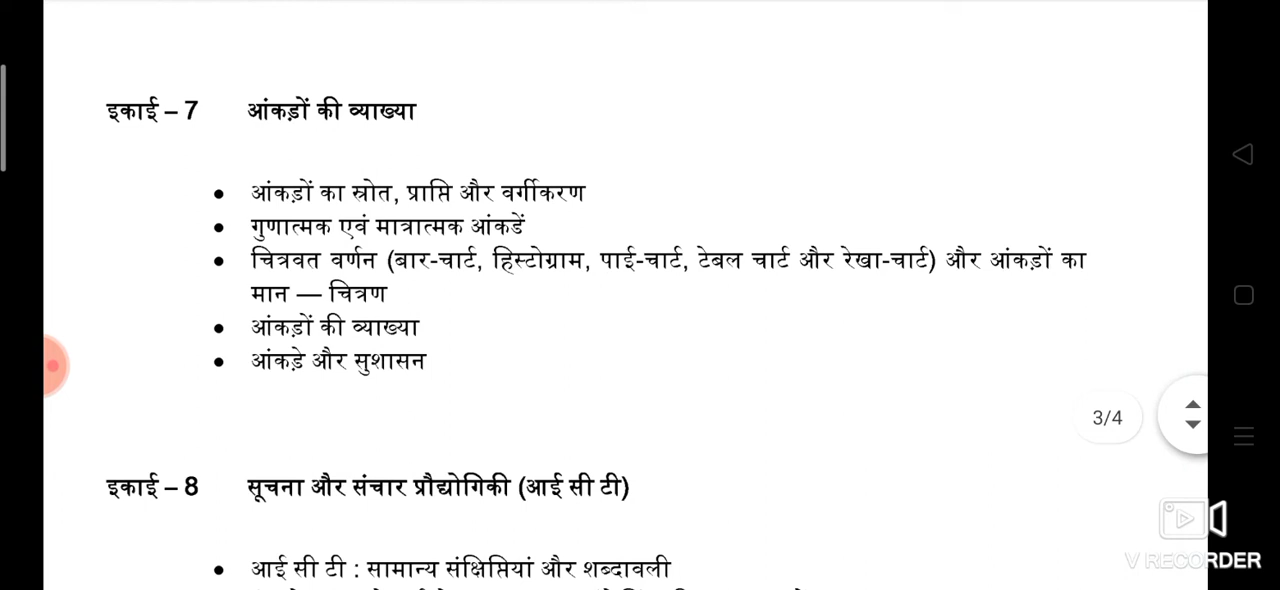 इकाई – 7 आंकड़ों की व्याख्या
• आंकड़ों का स्रोत, प्राप्ति और वर्गीकरण
• गुणात्मक एवं मात्रात्मक आंकडें
• चित्रवत वर्णन (बार-चार्ट, हिस्टोग्राम, पाई-चार्ट, टेबल चार्ट और रेखा-चार्ट) और आंकड़ों का
मान — चित्रण
• आंकड़ों की व्याख्या
• आंकड़े और सुशासन
3/4
इकाई – 8 सूचना और संचार प्रौद्योगिकी (आई सी टी)
• आई सी टी : सामान्य संक्षिप्तियां और शब्दावली
V RECORDER